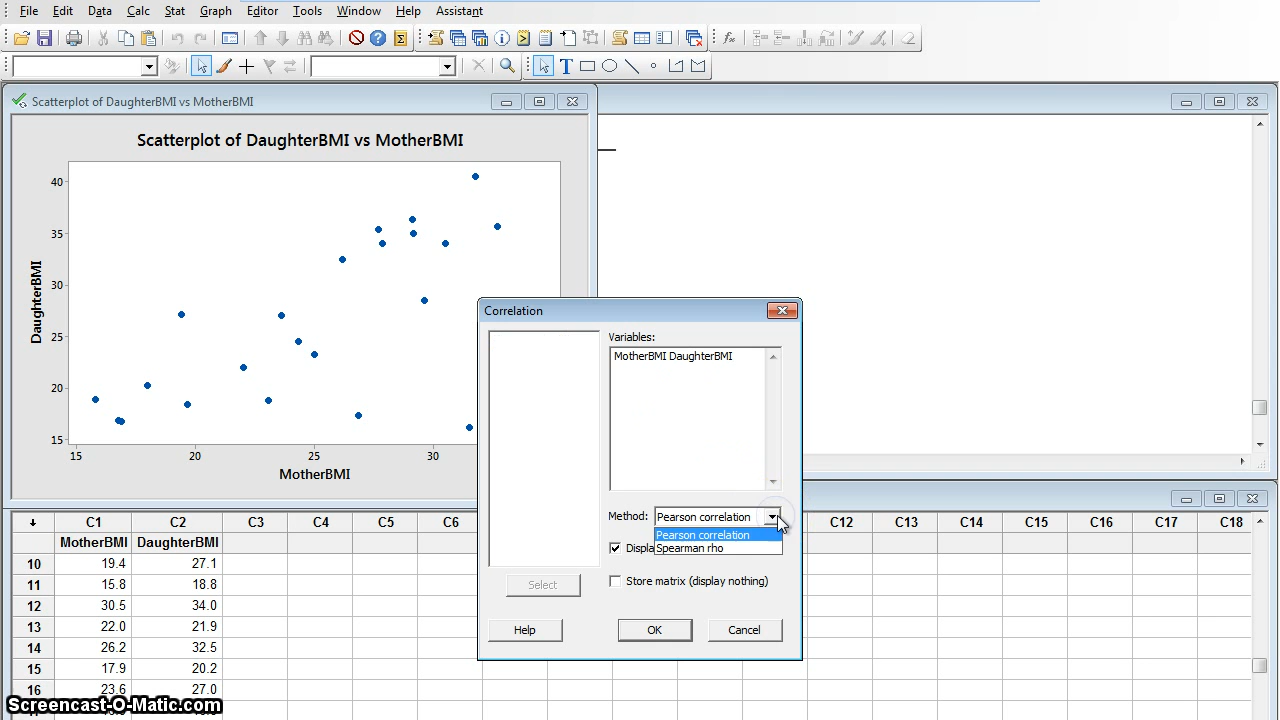 File Edit Data Calc Stat Graph Editor Tools Window Help Assistant
Scatterplot of DaughterBMI vs MotherBMI
Scatterplot of DaughterBMI vs MotherBMI
40
35
30
25
20
15
DaughterBMI
15 20 25 30
MotherBMI
Correlation
Variables:
MotherBMI DaughterBMI
Method: Pearson correlation
Pearson correlation
Spearman rho
Displa
Store matrix (display nothing)
Select
Help OK Cancel
C1 C2 C3 C4 C5 C6 C12 C13 C14 C15 C16 C17 C18
MotherBMI DaughterBMI
10 19.4 27.1
11 15.8 18.8
12 30.5 34.0
13 22.0 21.9
14 26.2 32.5
15 17.9 20.2
16 23.6 27.0
Screencast-O-Matic.com